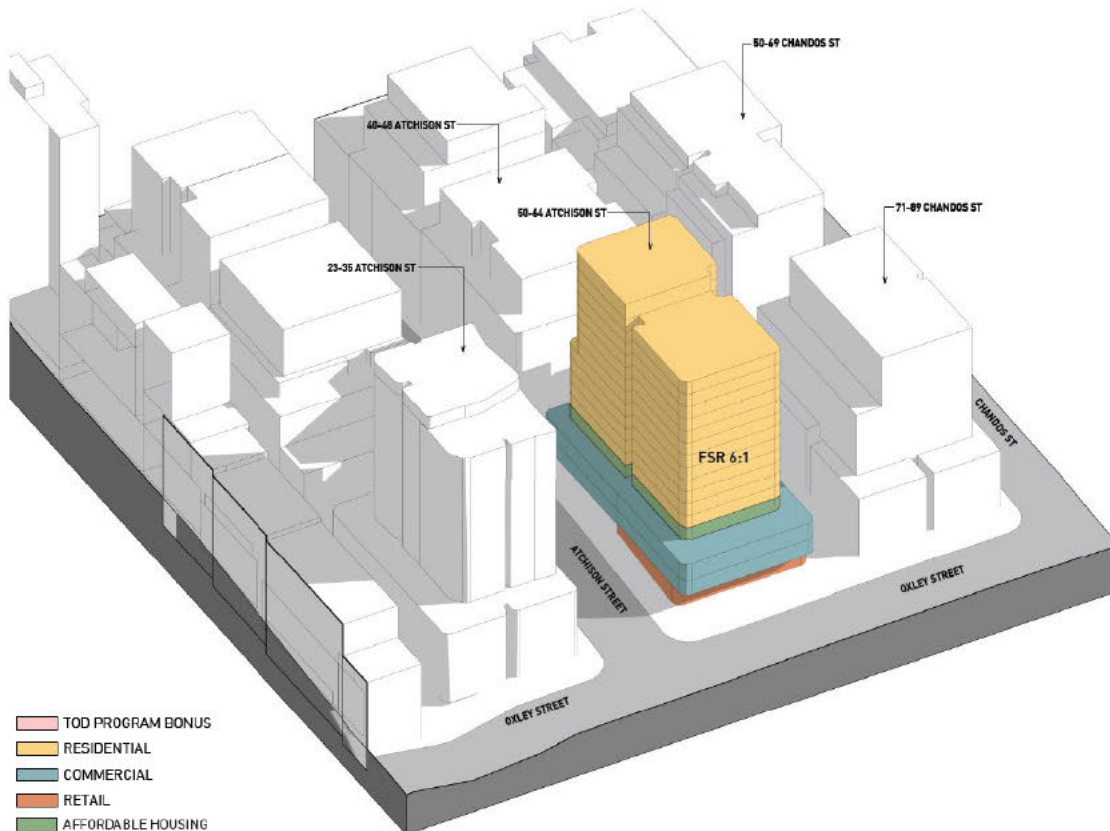 50-69 CHANDOS ST
40-48 ATCHISON ST
50-64 ATCHISON ST
71-89 CHANDOS ST
23-35 ATCHISON ST
CHANDOS ST
FSR 6:1
ATCHISON STREET
OXLEY STREET
OXLEY STREET
TOD PROGRAM BONUS
RESIDENTIAL
COMMERCIAL
RETAIL
AFFORDABLE HOUSING